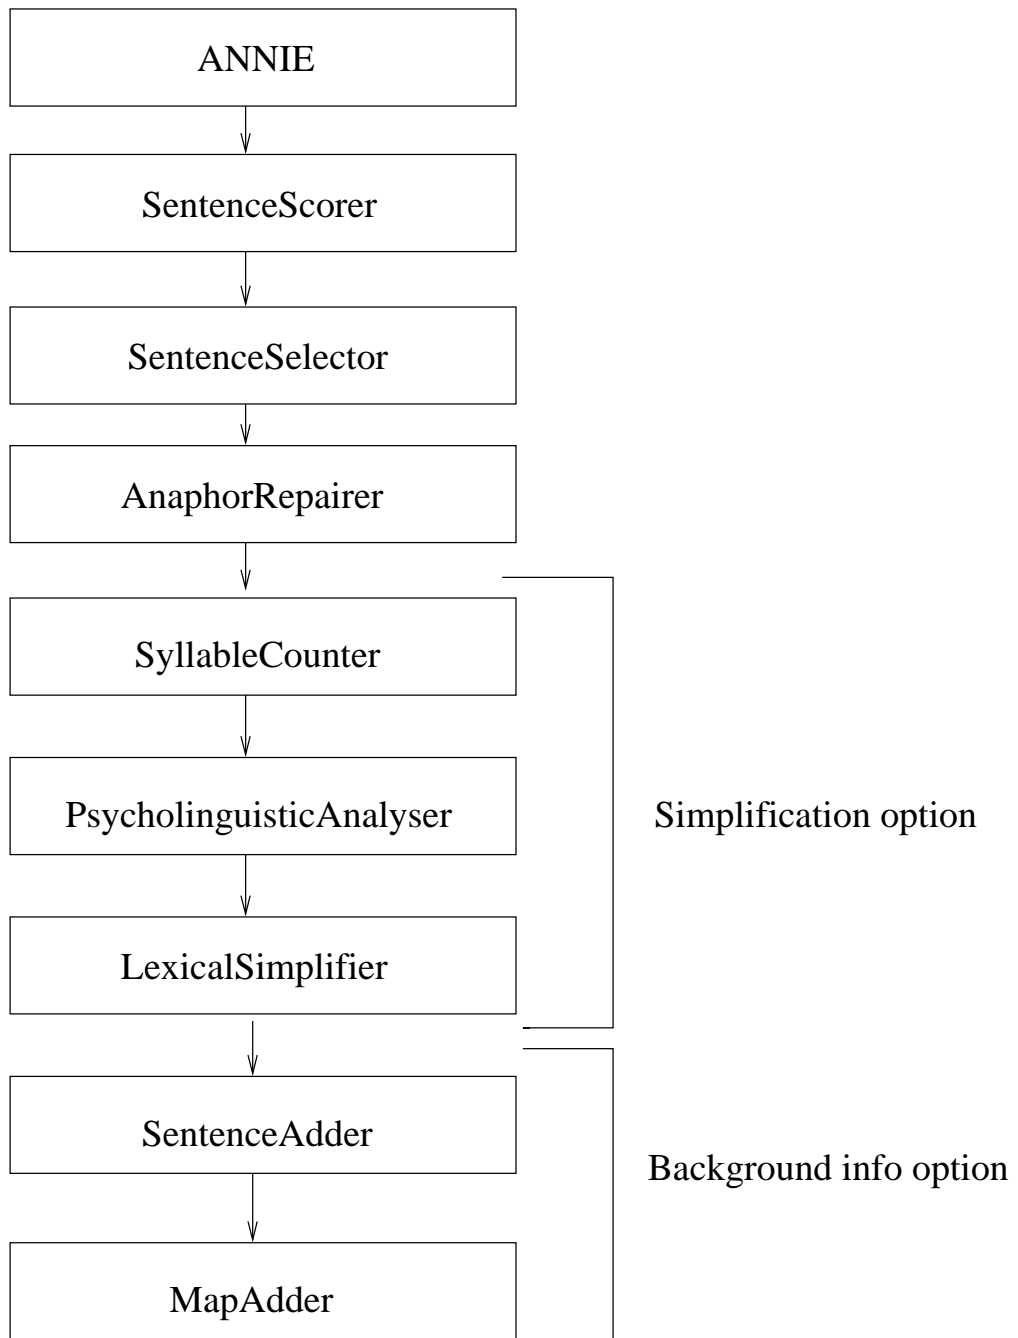 ANNIE
SentenceScorer
SentenceSelector
AnaphorRepairer
SyllableCounter
PsycholinguisticAnalyser
Simplification option
LexicalSimplifier
SentenceAdder
Background info option
MapAdder